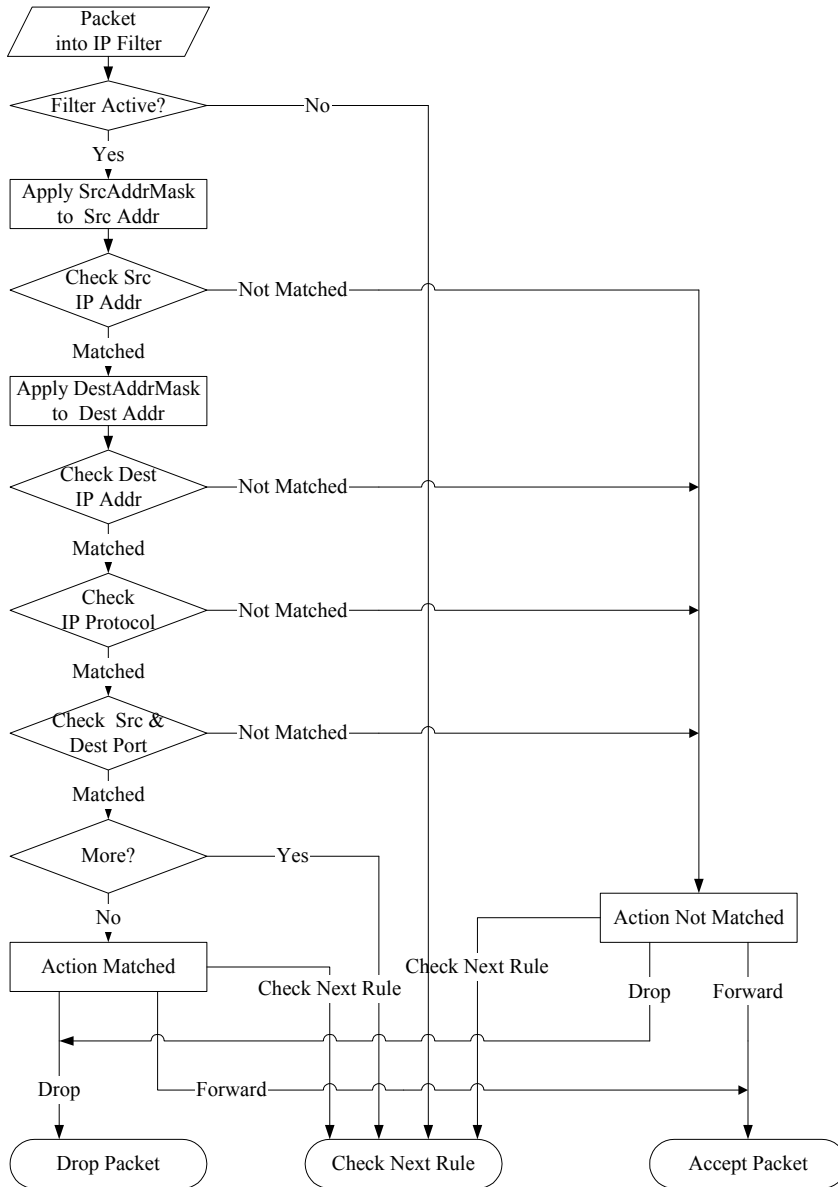 Packet
into IP Filter
Filter Active?
No
Yes
Apply SrcAddrMask
to Src Addr
Check Src
IP Addr
Not Matched
Matched
Apply DestAddrMask
to Dest Addr
Check Dest
IP Addr
Not Matched
Matched
Check
IP Protocol
Not Matched
Matched
Check Src &
Dest Port
Not Matched
Matched
More?
Yes
No
Action Not Matched
Action Matched
Check Next Rule
Check Next Rule
Drop
Forward
Drop
Forward
Drop Packet
Check Next Rule
Accept Packet